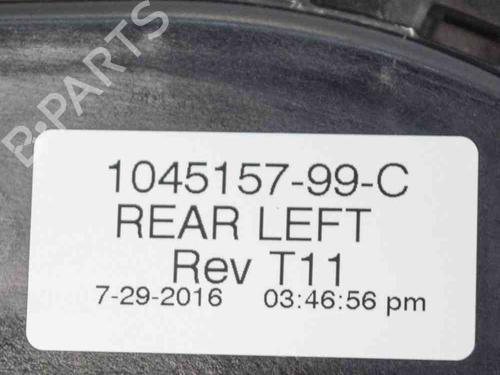 B-PARTS
1045157-99-C
REAR LEFT
Rev T11
7-29-2016 03:46:56 pm